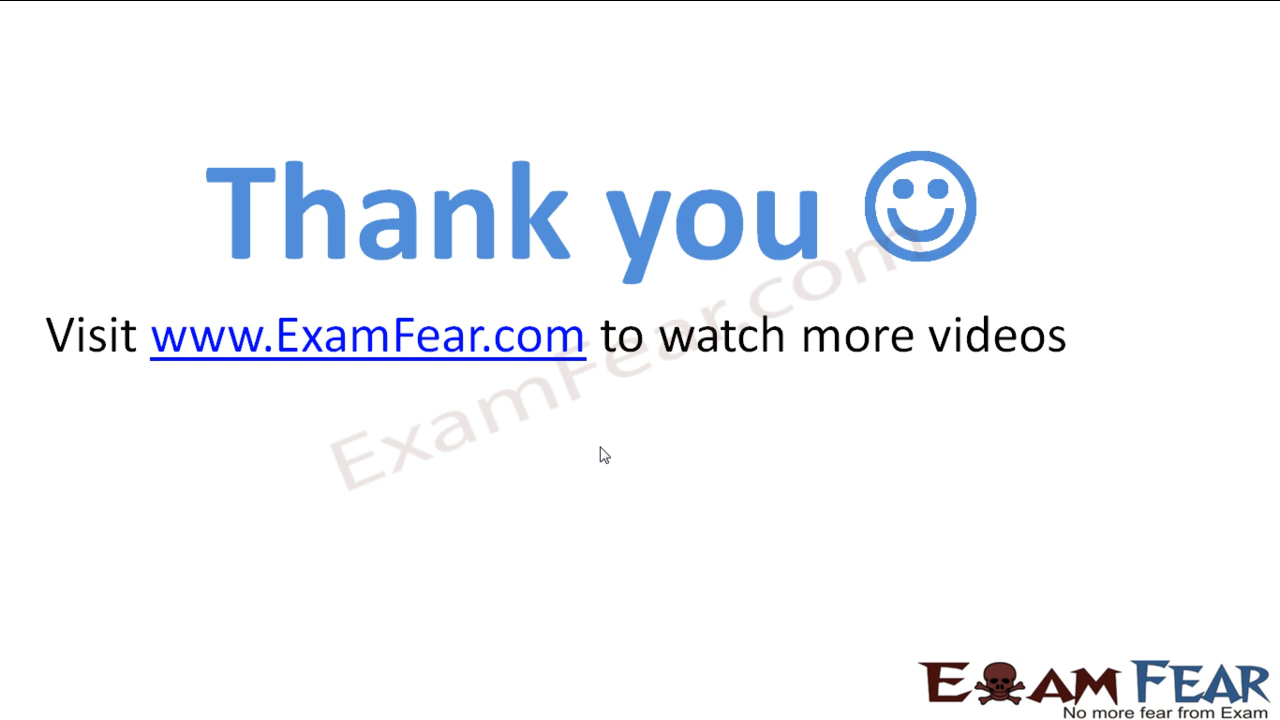 Thank you ☺
Visit www.ExamFear.com to watch more videos
ExamFear.com
EXAM FEAR
No more fear from Exam